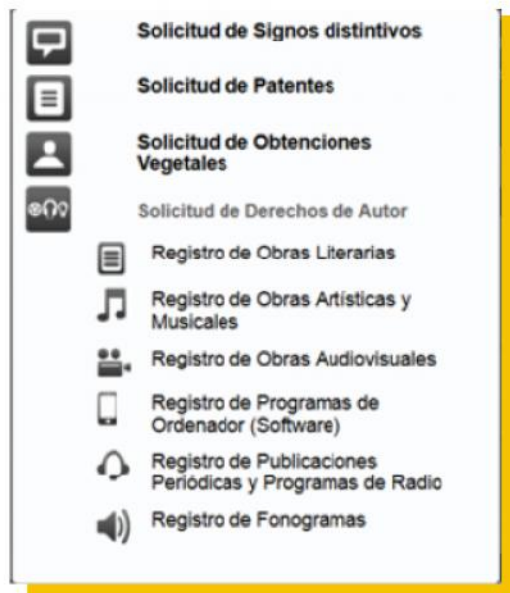 Solicitud de Signos distintivos
Solicitud de Patentes
Solicitud de Obtenciones
Vegetales
Solicitud de Derechos de Autor
Registro de Obras Literarias
Registro de Obras Artísticas y
Musicales
Registro de Obras Audiovisuales
Registro de Programas de
Ordenador (Software)
Registro de Publicaciones
Periódicas y Programas de Radio
Registro de Fonogramas